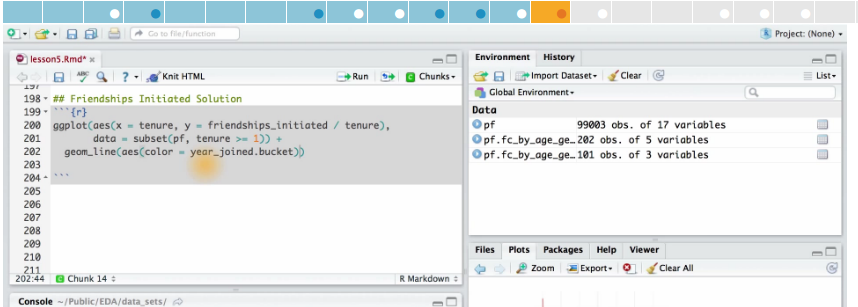 Go to file/function
Project: (None)
lesson5.Rmd*
ABC
?
Knit HTML
Run
Chunks
197
198 ## Friendships Initiated Solution
199 ```{r}
200 ggplot(aes(x = tenure, y = friendships_initiated / tenure),
201 data = subset(pf, tenure >= 1)) +
202 geom_line(aes(color = year_joined.bucket))
203
204 ```
205
206
207
208
209
210
211
202:44 Chunk 14
R Markdown
Console ~/Public/EDA/data_sets/
Environment History
Import Dataset Clear
List
Global Environment
Data
pf 99003 obs. of 17 variables
pf.fc_by_age_ge… 202 obs. of 5 variables
pf.fc_by_age_ge… 101 obs. of 3 variables
Files Plots Packages Help Viewer
Zoom Export Clear All